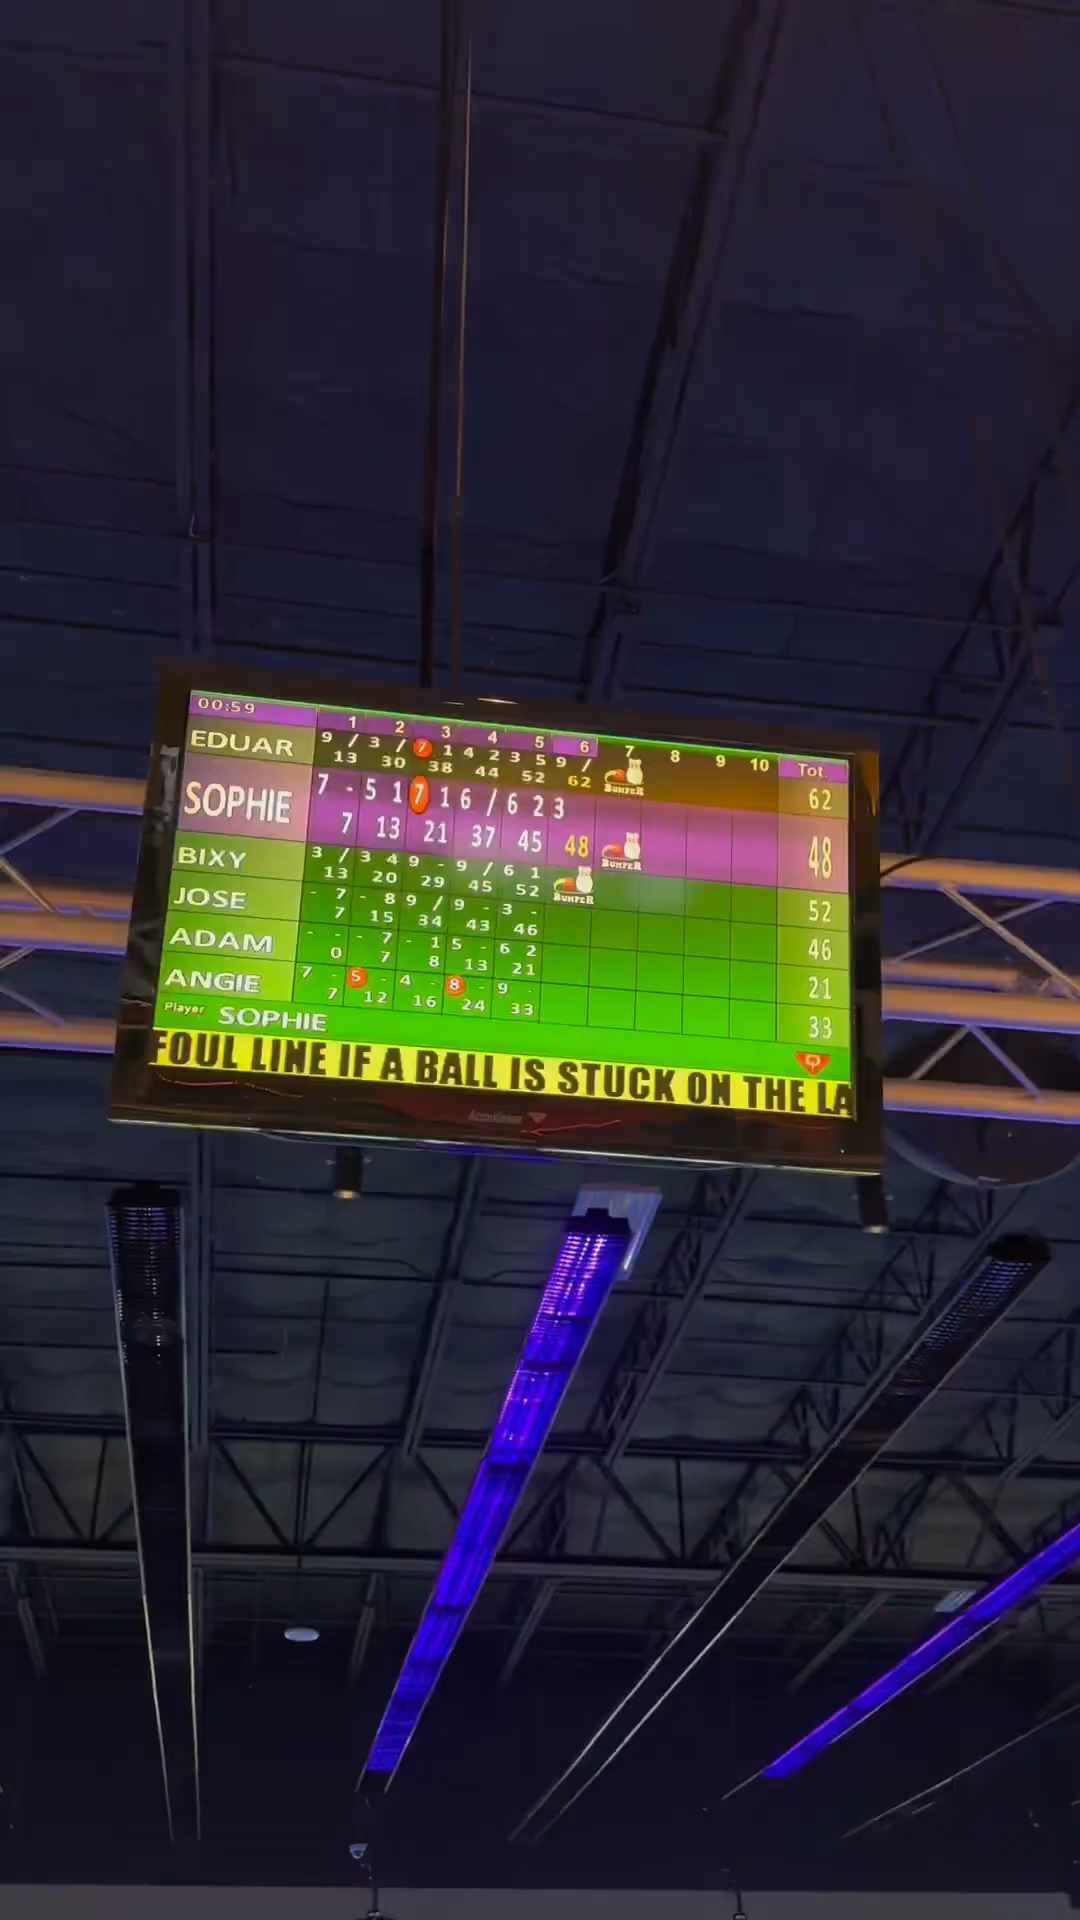 00:59 1 2 3 4 5 6 7 8 9 10 Tot.
EDUAR 9 / 3 / 7 1 4 2 3 5 9 /
13 30 38 44 52 62 BUMPER 62
SOPHIE 7 - 5 1 7 1 6 / 6 2 3
7 13 21 37 45 48 BUMPER 48
BIXY 3 / 3 4 9 - 9 / 6 1
13 20 29 45 52 BUMPER 52
JOSE - 7 - 8 9 / 9 - 3 -
7 15 34 43 46 46
ADAM - - - 7 - 1 5 - 6 2
0 7 8 13 21 21
ANGIE 7 - 5 - 4 - 8 - 9 -
7 12 16 24 33 33
Player SOPHIE
FOUL LINE IF A BALL IS STUCK ON THE LA